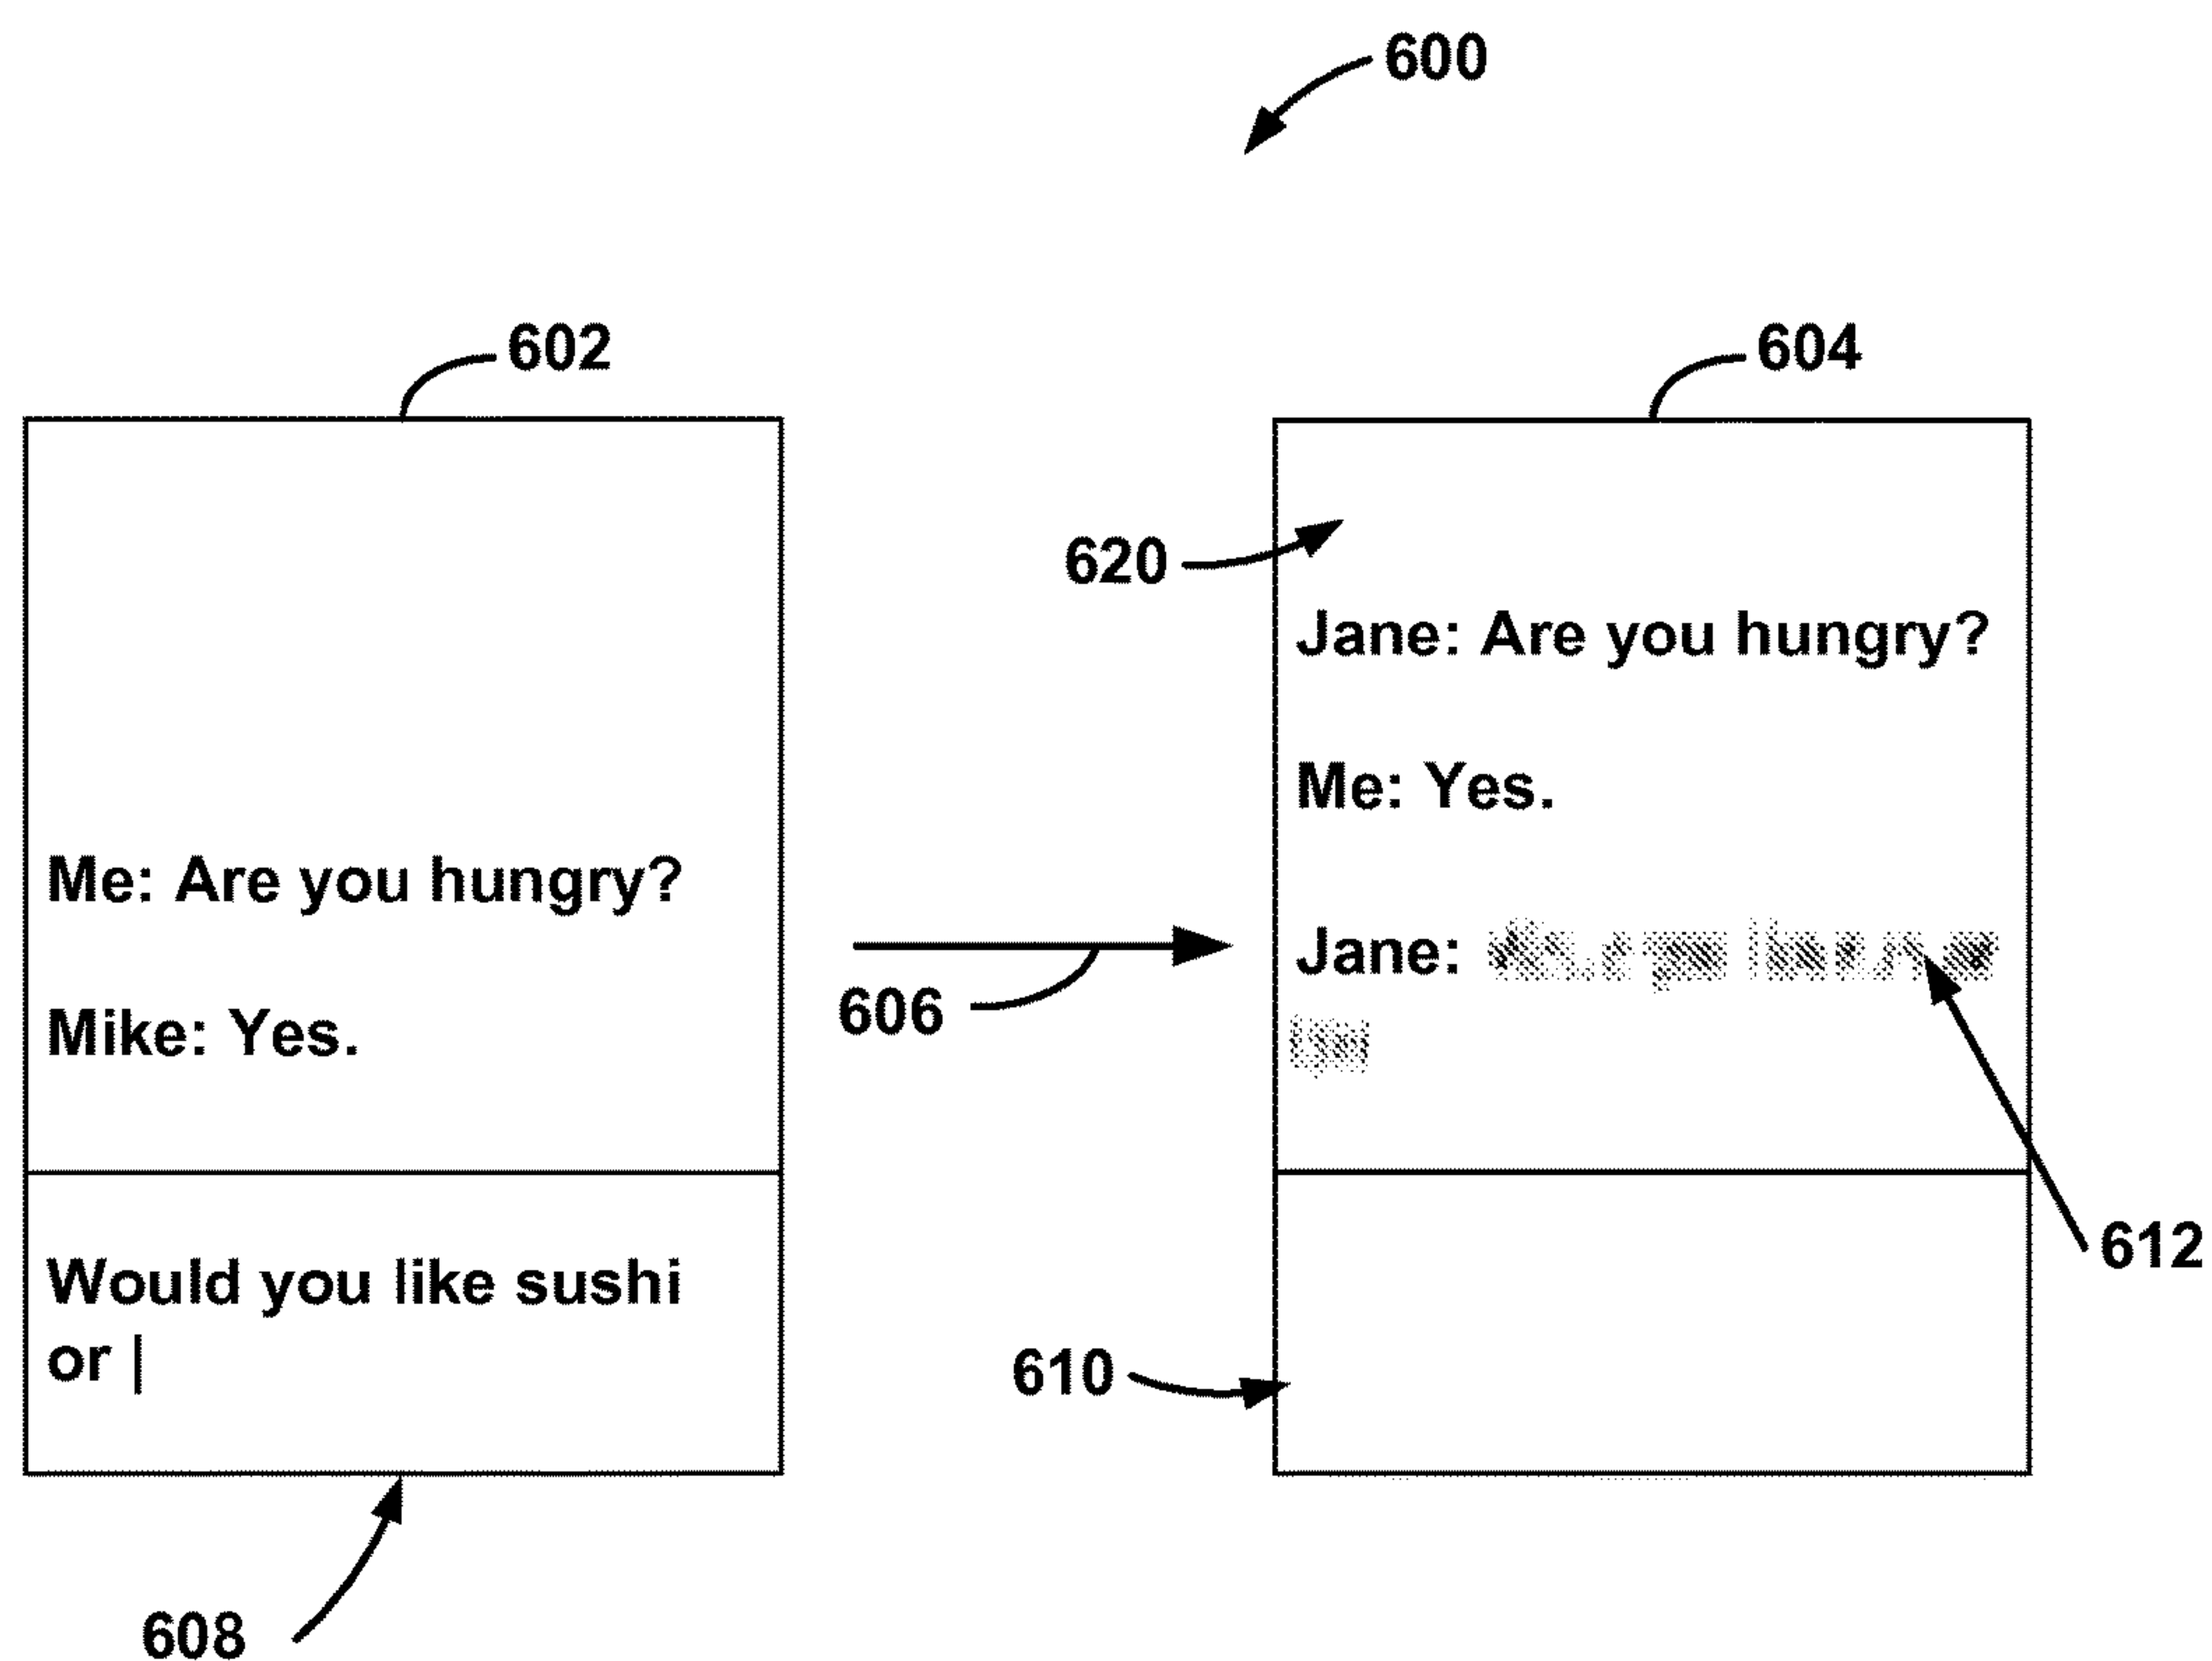 600
602
604
620
Jane: Are you hungry?
Me: Yes.
Me: Are you hungry?
Jane:
606
Mike: Yes.
Would you like sushi
or |
612
610
608